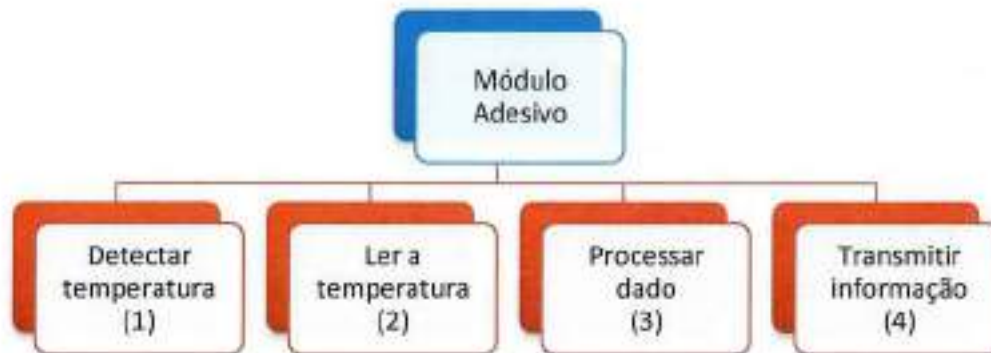 Módulo
Adesivo
Detectar
temperatura
(1)
Ler a
temperatura
(2)
Processar
dado
(3)
Transmitir
informação
(4)